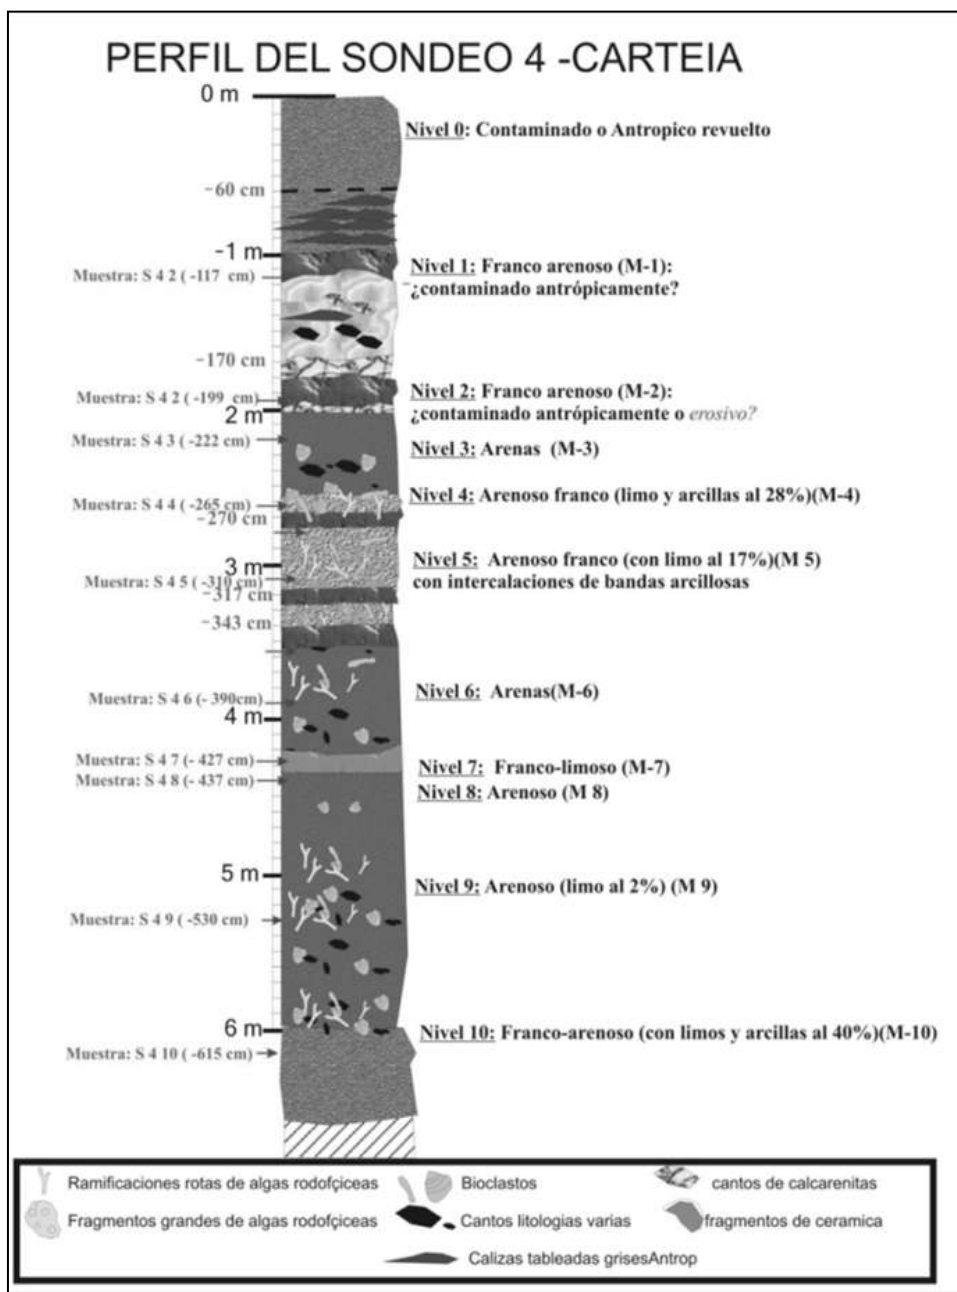 PERFIL DEL SONDEO 4 -CARTEIA
0 m
Nivel 0: Contaminado o Antropico revuelto
-60 cm
-1 m
Nivel 1: Franco arenoso (M-1):
¿contaminado antrópicamente?
Muestra: S 4 2 ( -117 cm)
-170 cm
Nivel 2: Franco arenoso (M-2):
¿contaminado antrópicamente o erosivo?
Muestra: S 4 2 ( -199 cm)
2 m
Muestra: S 4 3 ( -222 cm)
Nivel 3: Arenas (M-3)
Nivel 4: Arenoso franco (limo y arcillas al 28%)(M-4)
Muestra: S 4 4 ( -265 cm)
-270 cm
Nivel 5: Arenoso franco (con limo al 17%)(M 5)
con intercalaciones de bandas arcillosas
3 m
Muestra: S 4 5 ( -310 cm)
-317 cm
-343 cm
Nivel 6: Arenas(M-6)
Muestra: S 4 6 (- 390cm)
4 m
Muestra: S 4 7 (- 427 cm)
Nivel 7: Franco-limoso (M-7)
Muestra: S 4 8 (- 437 cm)
Nivel 8: Arenoso (M 8)
5 m
Nivel 9: Arenoso (limo al 2%) (M 9)
Muestra: S 4 9 ( -530 cm)
6 m
Nivel 10: Franco-arenoso (con limos y arcillas al 40%)(M-10)
Muestra: S 4 10 ( -615 cm)
Ramificaciones rotas de algas rodofçiceas
Bioclastos
cantos de calcarenitas
Fragmentos grandes de algas rodofçiceas
Cantos litologias varias
fragmentos de ceramica
Calizas tableadas grisesAntrop